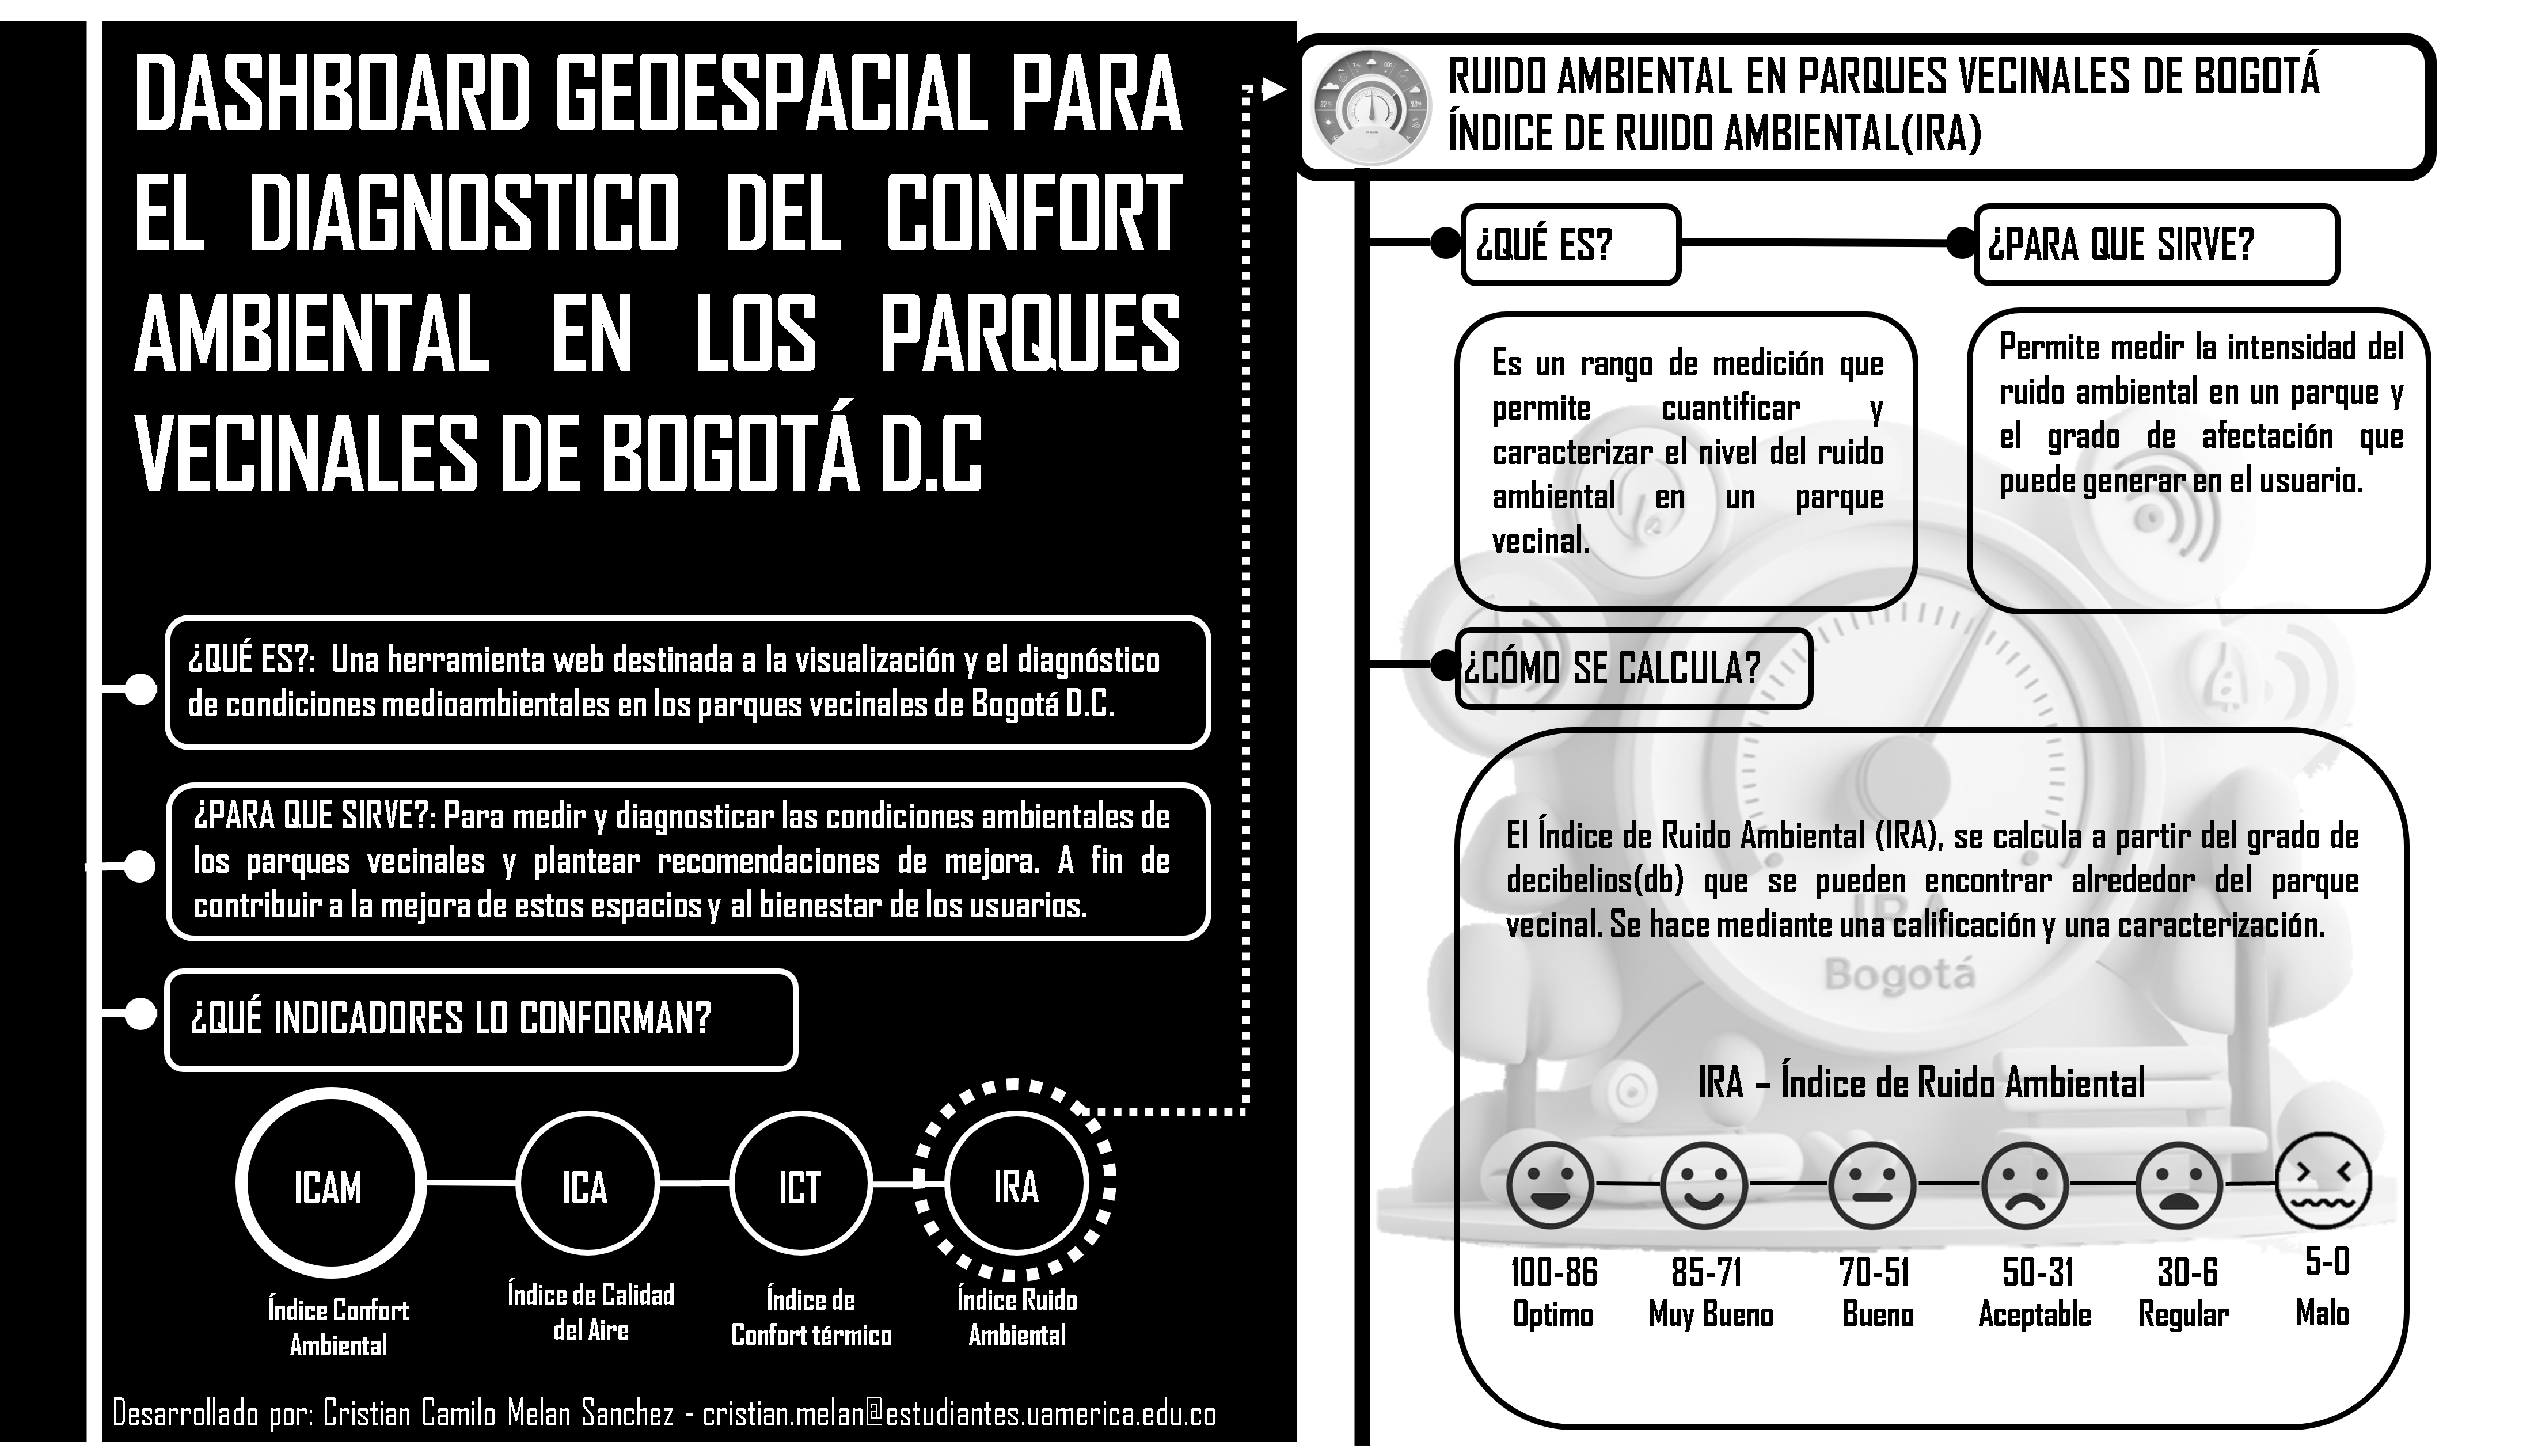 DASHBOARD GEOESPACIAL PARA
EL DIAGNOSTICO DEL CONFORT
AMBIENTAL EN LOS PARQUES
VECINALES DE BOGOTÁ D.C
¿QUÉ ES?: Una herramienta web destinada a la visualización y el diagnóstico
de condiciones medioambientales en los parques vecinales de Bogotá D.C.
¿PARA QUE SIRVE?: Para medir y diagnosticar las condiciones ambientales de
los parques vecinales y plantear recomendaciones de mejora. A fin de
contribuir a la mejora de estos espacios y al bienestar de los usuarios.
¿QUÉ INDICADORES LO CONFORMAN?
ICAM
ICA
ICT
IRA
Índice Confort
Ambiental
Índice de Calidad
del Aire
Índice de
Confort térmico
Índice Ruido
Ambiental
Desarrollado por: Cristian Camilo Melan Sanchez - cristian.melan@estudiantes.uamerica.edu.co
RUIDO AMBIENTAL EN PARQUES VECINALES DE BOGOTÁ
ÍNDICE DE RUIDO AMBIENTAL(IRA)
¿QUÉ ES?
Es un rango de medición que
permite cuantificar y
caracterizar el nivel del ruido
ambiental en un parque
vecinal.
¿PARA QUE SIRVE?
Permite medir la intensidad del
ruido ambiental en un parque y
el grado de afectación que
puede generar en el usuario.
¿CÓMO SE CALCULA?
El Índice de Ruido Ambiental (IRA), se calcula a partir del grado de
decibelios(db) que se pueden encontrar alrededor del parque
vecinal. Se hace mediante una calificación y una caracterización.
IRA
Bogotá
IRA – Índice de Ruido Ambiental
100-86
Optimo
85-71
Muy Bueno
70-51
Bueno
50-31
Aceptable
30-6
Regular
5-0
Malo